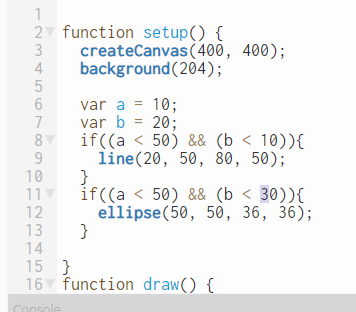 1
2 function setup() {
3 createCanvas(400, 400);
4 background(204);
5
6 var a = 10;
7 var b = 20;
8 if((a < 50) && (b < 10)){
9 line(20, 50, 80, 50);
10 }
11 if((a < 50) && (b < 30)){
12 ellipse(50, 50, 36, 36);
13 }
14
15 }
16 function draw() {
Console